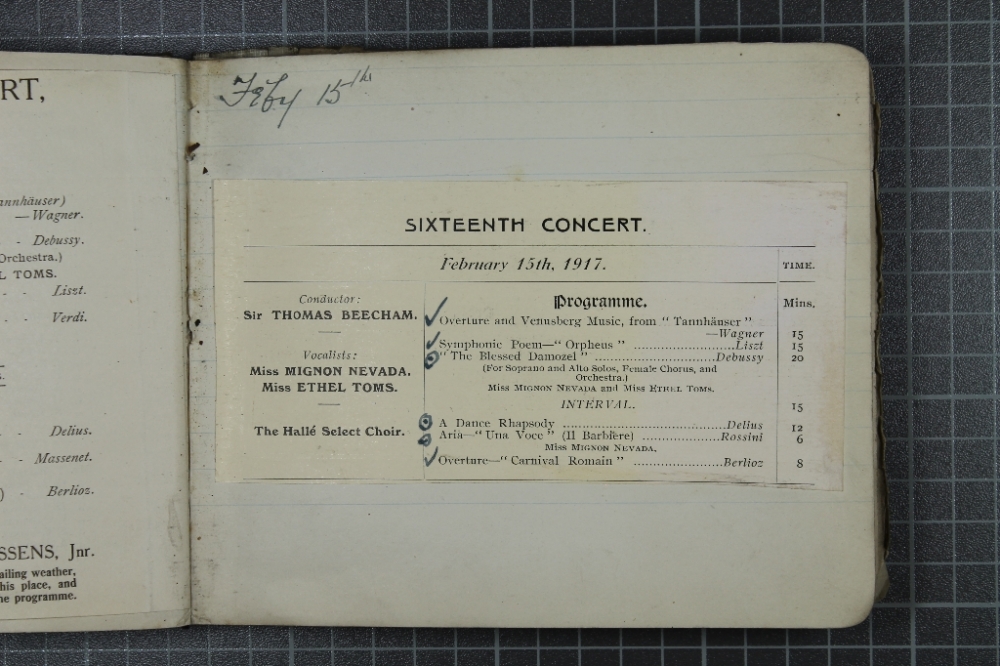 RT,
annhäuser)
— Wagner.
- - Debussy.
Orchestra.)
L TOMS.
- - Liszt.
- - Verdi.
- - Delius.
- Massenet.
) - Berlioz.
SSENS, Jnr.
ailing weather,
his place, and
ne programme.
Feby 15th
SIXTEENTH CONCERT.
February 15th, 1917.
TIME.
Conductor:
Sir THOMAS BEECHAM.
Vocalists:
Miss MIGNON NEVADA.
Miss ETHEL TOMS.
The Hallé Select Choir.
Programme. Mins.
Overture and Venusberg Music, from "Tannhäuser"
—Wagner 15
Symphonic Poem—"Orpheus" ........................Liszt 15
"The Blessed Damozel" ............................Debussy 20
(For Soprano and Alto Solos, Female Chorus, and
Orchestra.)
Miss MIGNON NEVADA and Miss ETHEL TOMS.
INTERVAL. 15
A Dance Rhapsody ........................................Delius 12
Aria—"Una Voce" (Il Barbière) ...................Rossini 6
Miss MIGNON NEVADA.
Overture—"Carnival Romain" ......................Berlioz 8